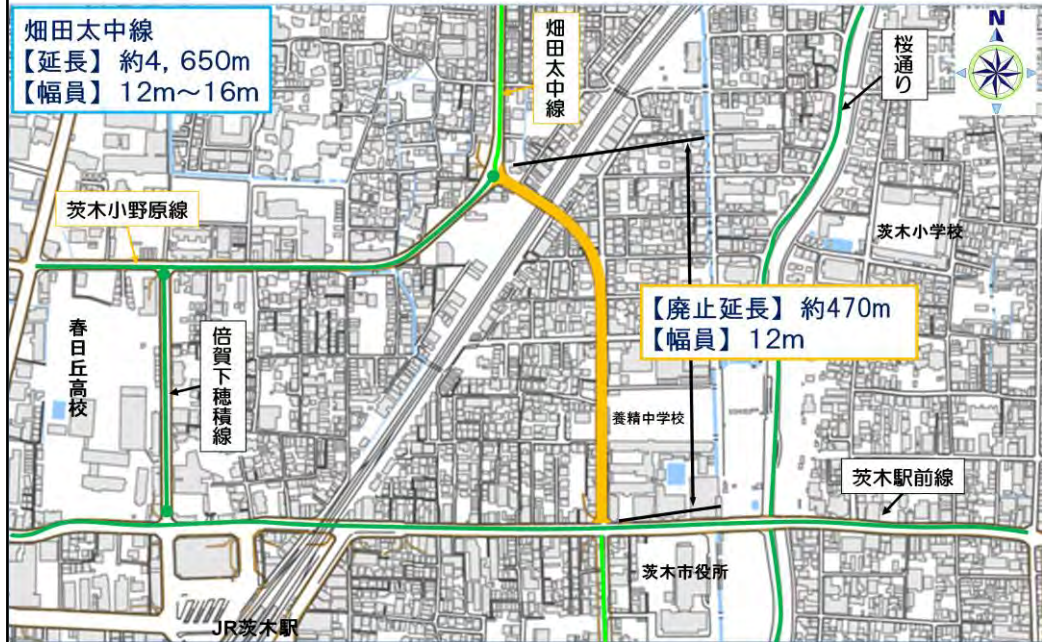 畑田太中線
【延長】 約4,650m
【幅員】 12m～16m
畑田太中線
桜通り
N
茨木小野原線
茨木小学校
【廃止延長】 約470m
【幅員】 12m
春日丘高校
倍賀下穂積線
養精中学校
茨木駅前線
茨木市役所
JR茨木駅